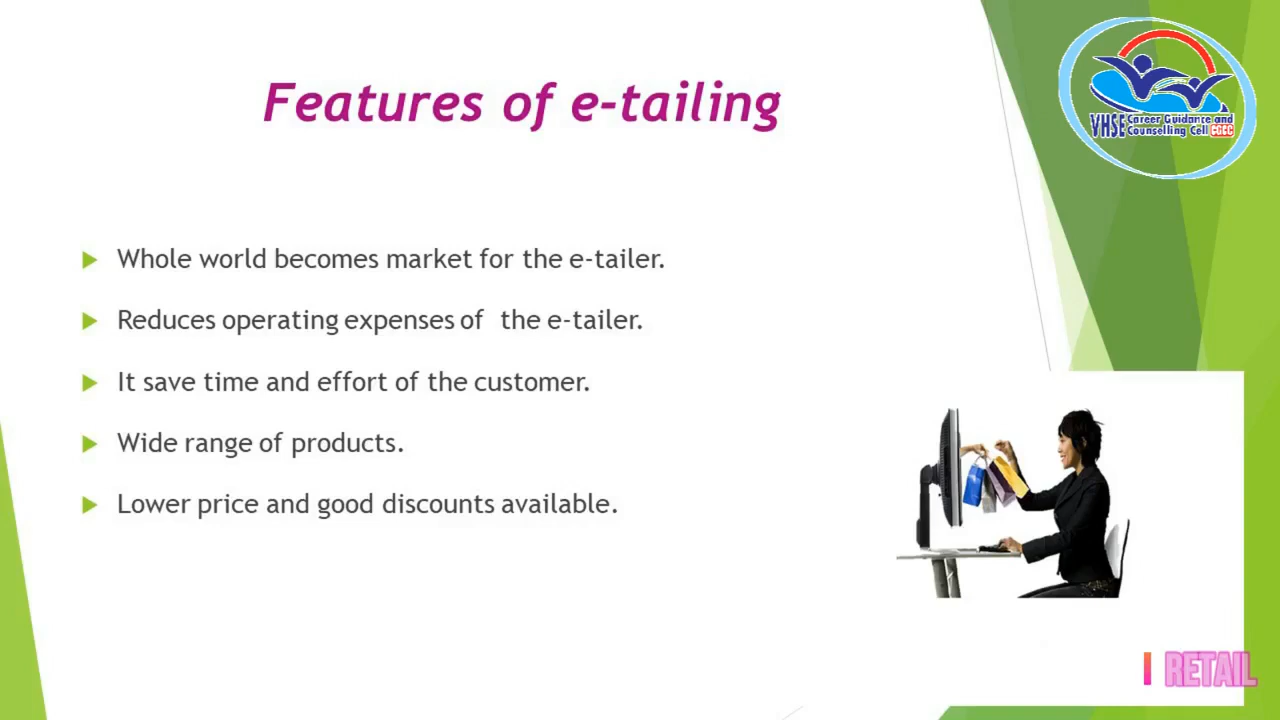 Features of e-tailing
VHSE Career Guidance and
Counselling Cell CGCC
Whole world becomes market for the e-tailer.
Reduces operating expenses of the e-tailer.
It save time and effort of the customer.
Wide range of products.
Lower price and good discounts available.
RETAIL